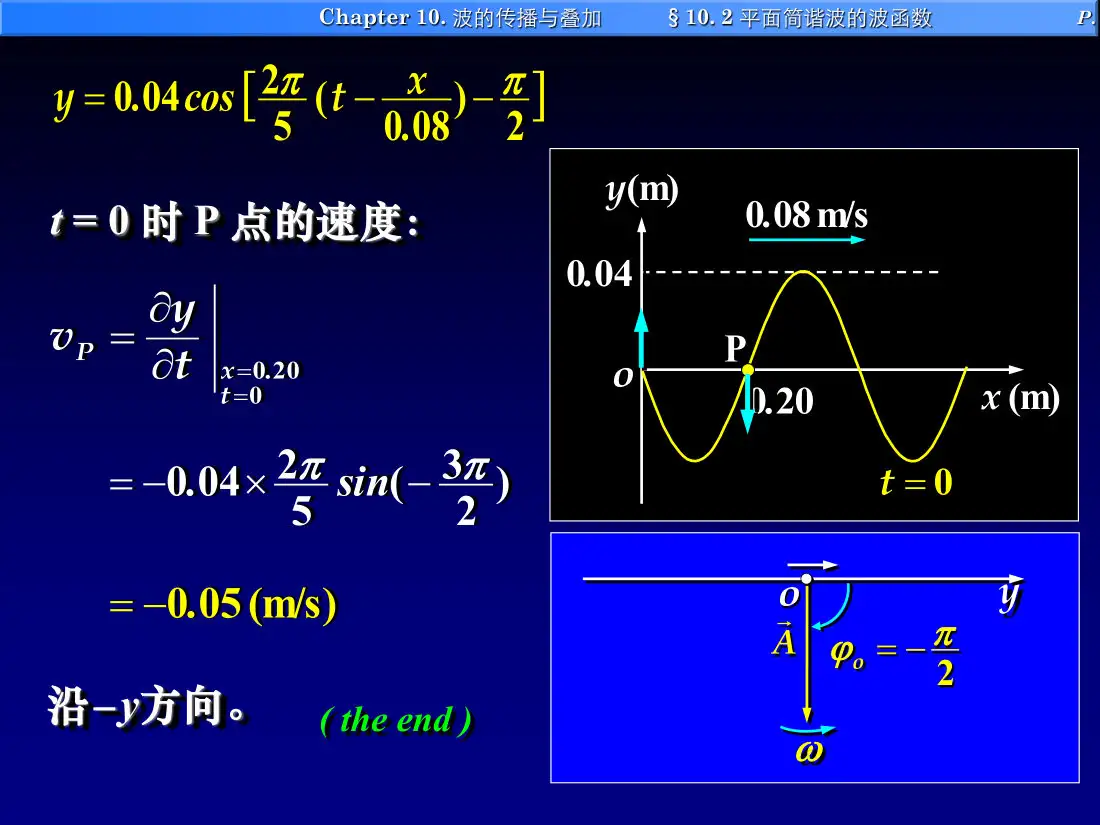 Chapter 10. 波的传播与叠加 §10. 2 平面简谐波的波函数 P.
y = 0.04 cos [ 2π/5 ( t − x/0.08 ) − π/2 ]
t = 0 时 P 点的速度：
v_P = ∂y/∂t | x=0.20 t=0
= −0.04 × 2π/5 sin( − 3π/2 )
= −0.05 (m/s)
沿 −y方向。
( the end )
y(m)
0.08 m/s
0.04
P
o
0.20
x (m)
t = 0
o
y
A⃗
φ_o = − π/2
ω